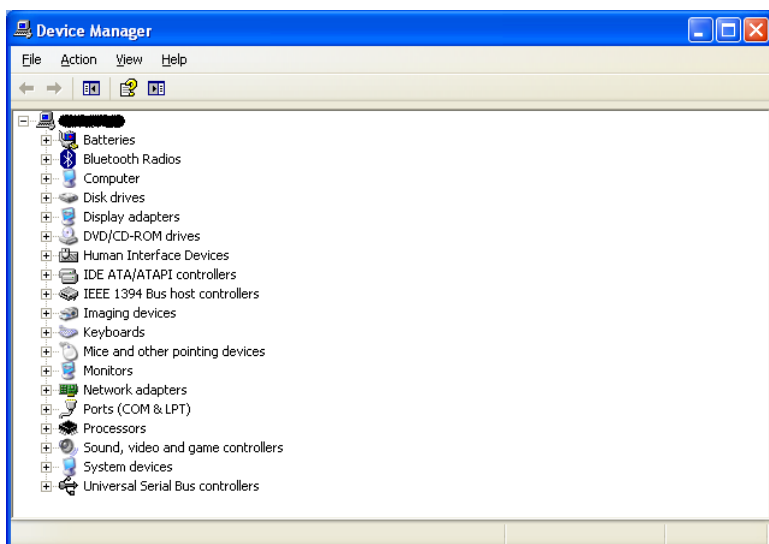 Device Manager
File Action View Help
Batteries
Bluetooth Radios
Computer
Disk drives
Display adapters
DVD/CD-ROM drives
Human Interface Devices
IDE ATA/ATAPI controllers
IEEE 1394 Bus host controllers
Imaging devices
Keyboards
Mice and other pointing devices
Monitors
Network adapters
Ports (COM & LPT)
Processors
Sound, video and game controllers
System devices
Universal Serial Bus controllers